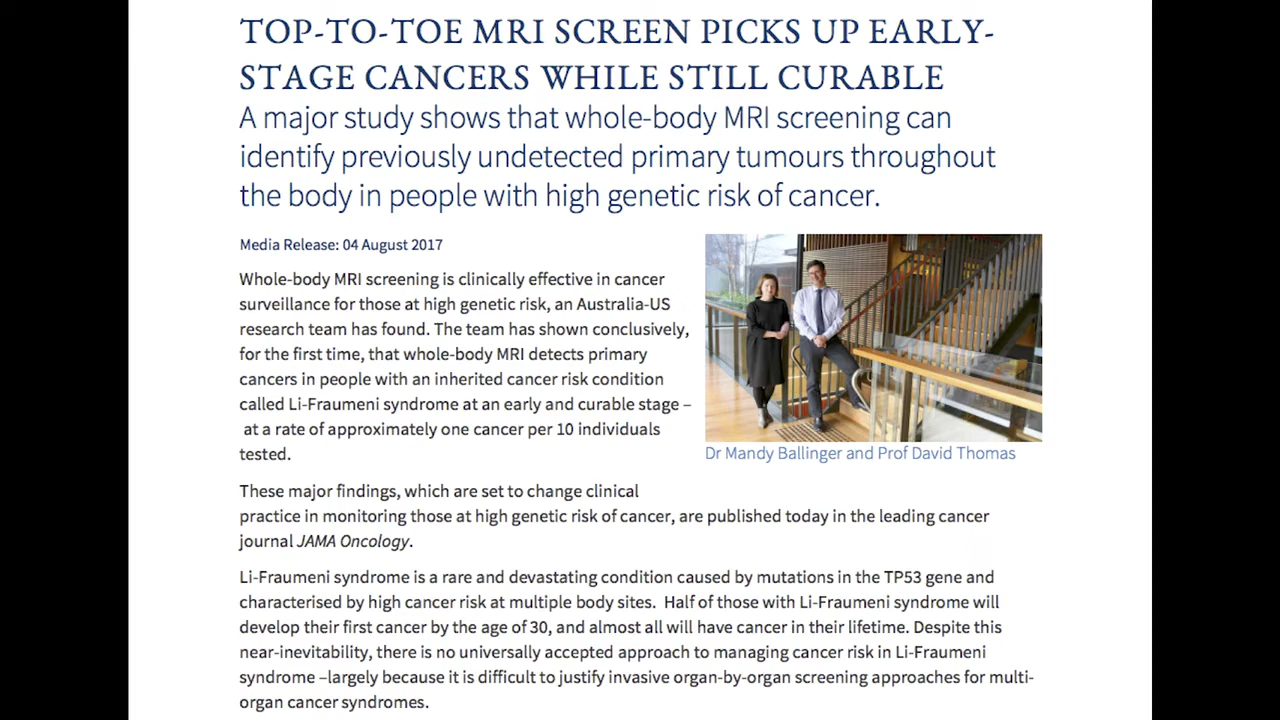 TOP-TO-TOE MRI SCREEN PICKS UP EARLY-
STAGE CANCERS WHILE STILL CURABLE
A major study shows that whole-body MRI screening can
identify previously undetected primary tumours throughout
the body in people with high genetic risk of cancer.
Media Release: 04 August 2017
Whole-body MRI screening is clinically effective in cancer
surveillance for those at high genetic risk, an Australia-US
research team has found. The team has shown conclusively,
for the first time, that whole-body MRI detects primary
cancers in people with an inherited cancer risk condition
called Li-Fraumeni syndrome at an early and curable stage –
at a rate of approximately one cancer per 10 individuals
tested.
Dr Mandy Ballinger and Prof David Thomas
These major findings, which are set to change clinical
practice in monitoring those at high genetic risk of cancer, are published today in the leading cancer
journal JAMA Oncology.
Li-Fraumeni syndrome is a rare and devastating condition caused by mutations in the TP53 gene and
characterised by high cancer risk at multiple body sites.  Half of those with Li-Fraumeni syndrome will
develop their first cancer by the age of 30, and almost all will have cancer in their lifetime. Despite this
near-inevitability, there is no universally accepted approach to managing cancer risk in Li-Fraumeni
syndrome –largely because it is difficult to justify invasive organ-by-organ screening approaches for multi-
organ cancer syndromes.